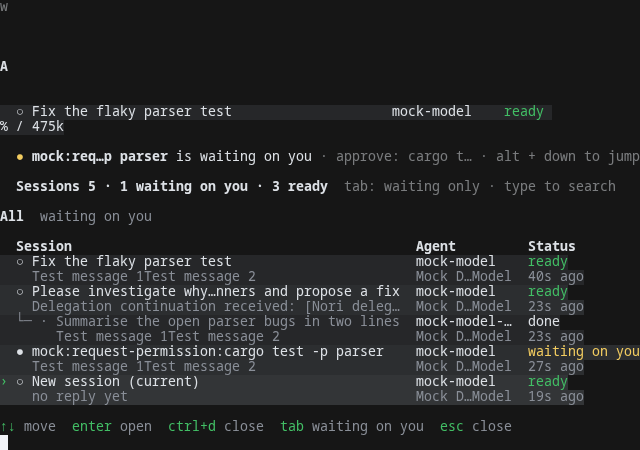 w
A
○ Fix the flaky parser test mock-model ready
% / 475k
● mock:req…p parser is waiting on you · approve: cargo t… · alt + down to jump
Sessions 5 · 1 waiting on you · 3 ready tab: waiting only · type to search
All waiting on you
Session Agent Status
○ Fix the flaky parser test mock-model ready
Test message 1Test message 2 Mock D…Model 40s ago
○ Please investigate why…nners and propose a fix mock-model ready
Delegation continuation received: [Nori deleg… Mock D…Model 23s ago
└─ · Summarise the open parser bugs in two lines mock-model-… done
Test message 1Test message 2 Mock D…Model 23s ago
● mock:request-permission:cargo test -p parser mock-model waiting on you
Test message 1Test message 2 Mock D…Model 27s ago
› ○ New session (current) mock-model ready
no reply yet Mock D…Model 19s ago
↑↓ move enter open ctrl+d close tab waiting on you esc close